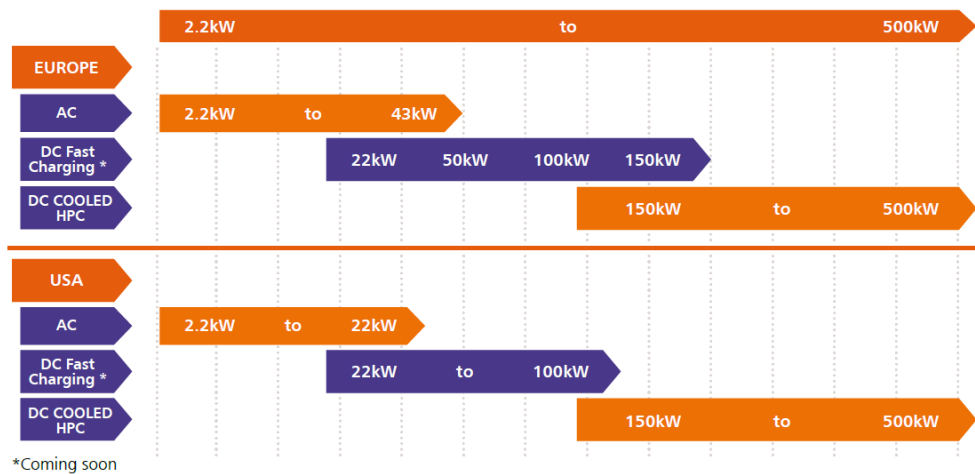 2.2kW to 500kW
EUROPE
AC
2.2kW to 43kW
DC Fast
Charging *
22kW 50kW 100kW 150kW
DC COOLED
HPC
150kW to 500kW
USA
AC
2.2kW to 22kW
DC Fast
Charging *
22kW to 100kW
DC COOLED
HPC
150kW to 500kW
*Coming soon